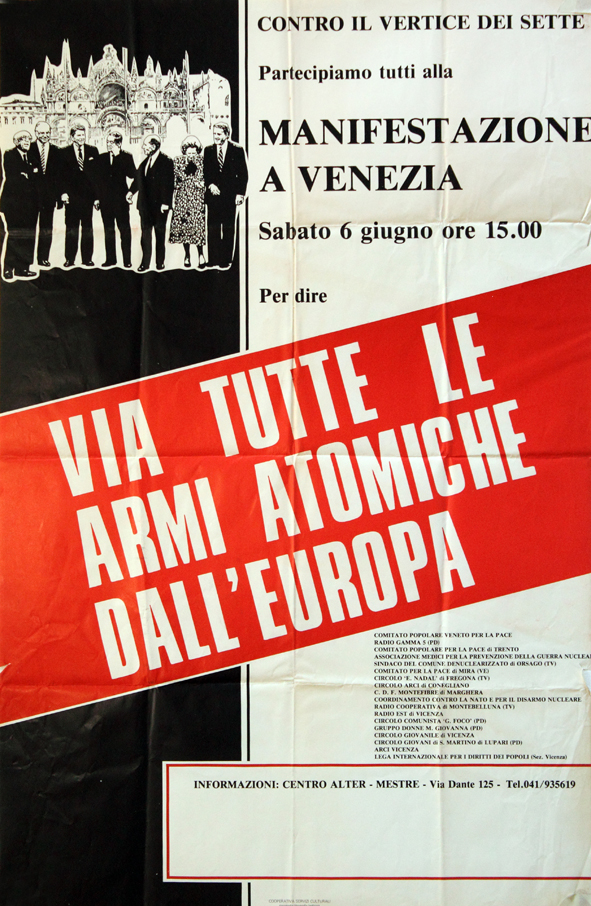 CONTRO IL VERTICE DEI SETTE
Partecipiamo tutti alla
MANIFESTAZIONE
A VENEZIA
Sabato 6 giugno ore 15.00
Per dire
VIA TUTTE LE
ARMI ATOMICHE
DALL'EUROPA
COMITATO POPOLARE VENETO PER LA PACE
RADIO GAMMA 5 (PD)
COMITATO POPOLARE PER LA PACE di TRENTO
ASSOCIAZIONE MEDICI PER LA PREVENZIONE DELLA GUERRA NUCLEAR
SINDACO DEL COMUNE DENUCLEARIZZATO di ORSAGO (TV)
COMITATO PER LA PACE di MIRA (VE)
CIRCOLO 'E. NADAL' di FREGONA (TV)
CIRCOLO ARCI di CONEGLIANO
C. D. F. MONTEFIBRE di MARGHERA
COORDINAMENTO CONTRO LA NATO E PER IL DISARMO NUCLEARE
RADIO COOPERATIVA di MONTEBELLUNA (TV)
RADIO EST di VICENZA
CIRCOLO COMUNISTA 'G. FOCO' (PD)
GRUPPO DONNE M. GIOVANNA (PD)
CIRCOLO GIOVANILE di VICENZA
CIRCOLO GIOVANI di S. MARTINO di LUPARI (PD)
ARCI VICENZA
LEGA INTERNAZIONALE PER I DIRITTI DEI POPOLI (Sez. Vicenza)
INFORMAZIONI: CENTRO ALTER - MESTRE - Via Dante 125 - Tel.041/935619
COOPERATIVA SERVIZI CULTURALI